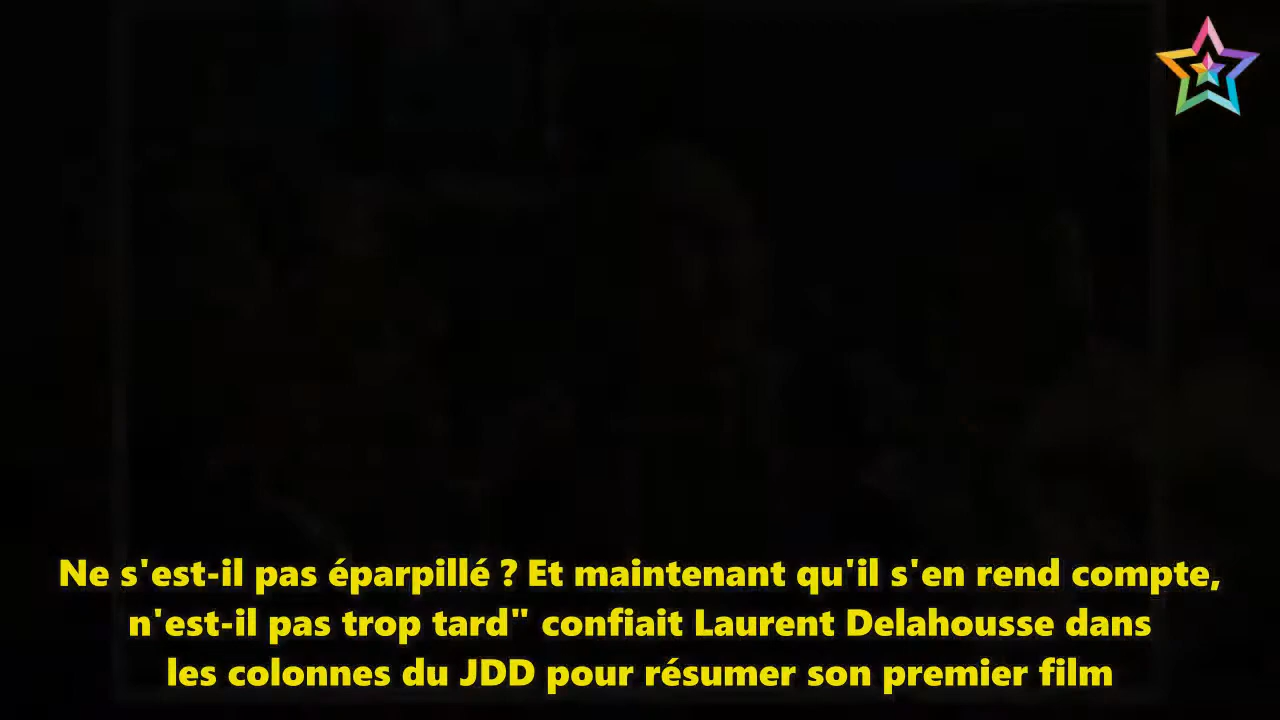 Ne s'est-il pas éparpillé ? Et maintenant qu'il s'en rend compte,
n'est-il pas trop tard" confiait Laurent Delahousse dans
les colonnes du JDD pour résumer son premier film